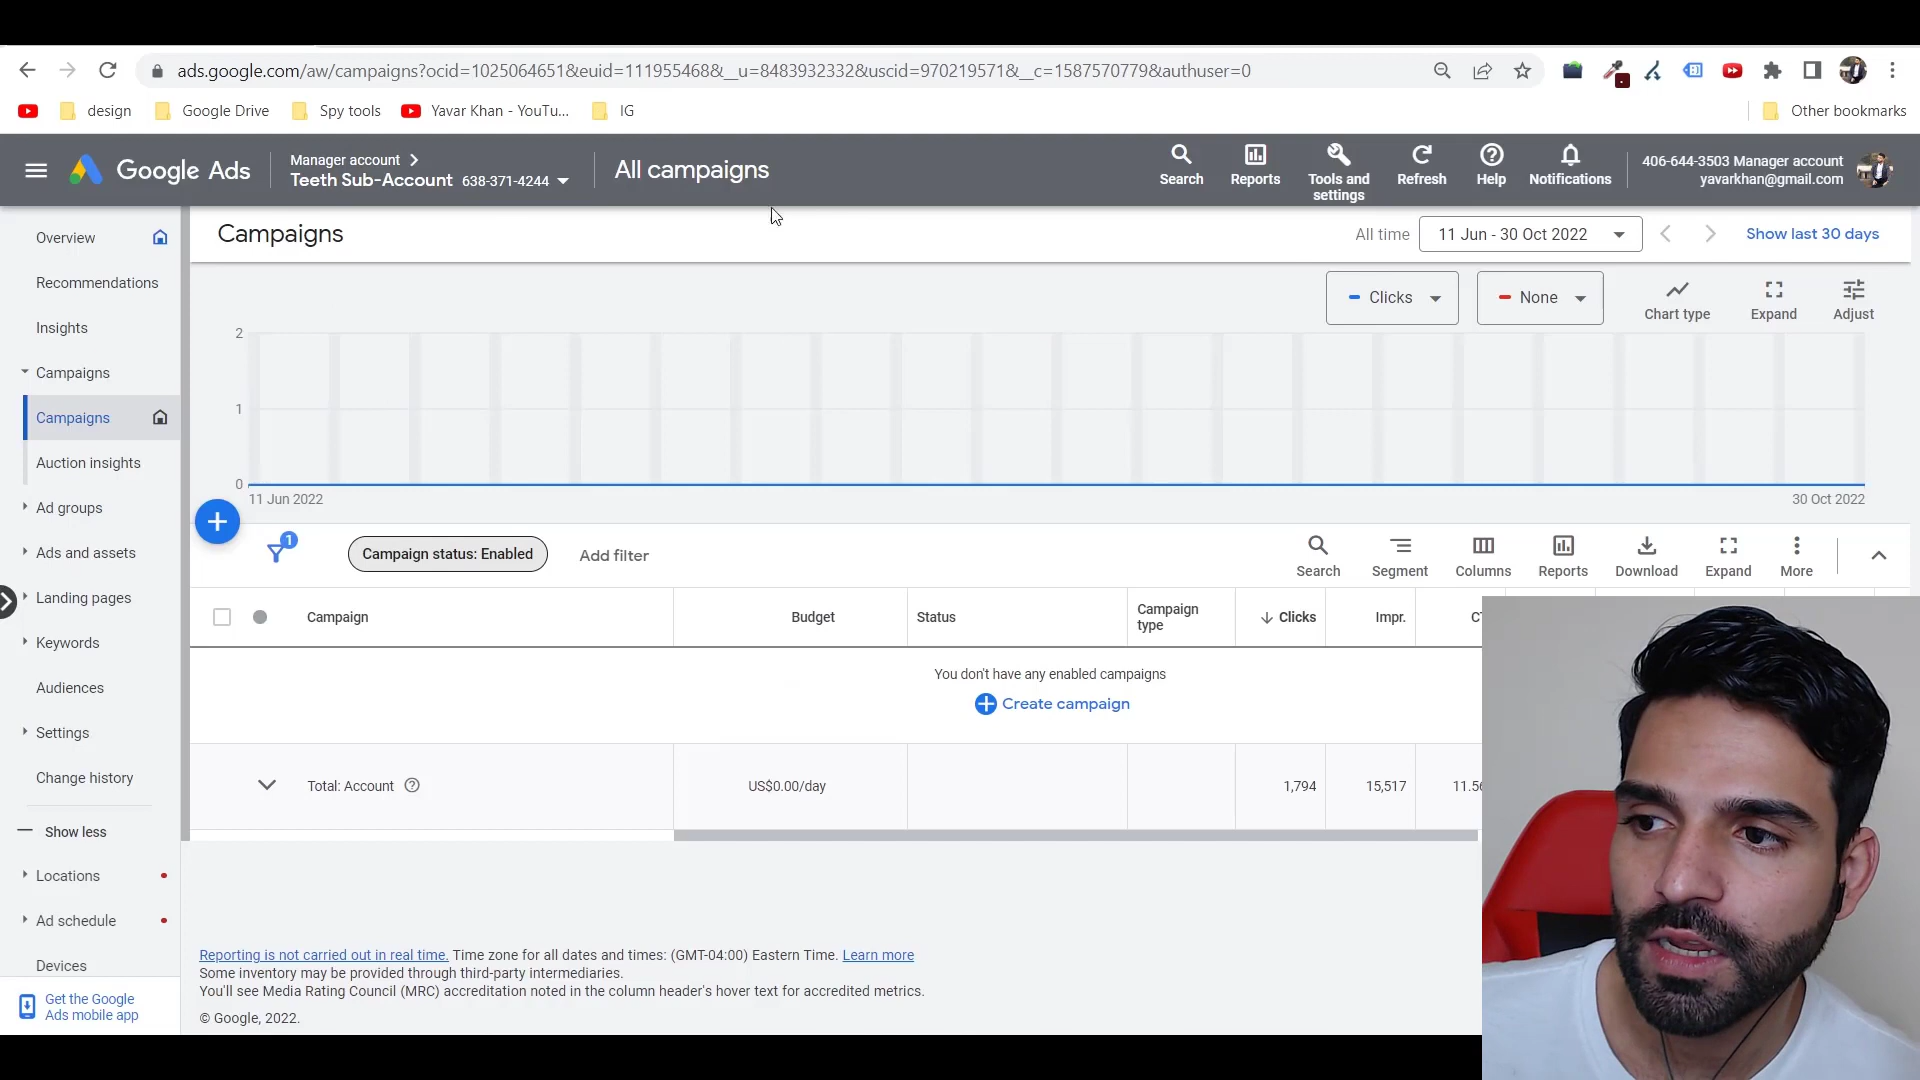 ads.google.com/aw/campaigns?ocid=1025064651&euid=111955468&__u=8483932332&uscid=970219571&__c=1587570779&authuser=0
design
Google Drive
Spy tools
Yavar Khan - YouTu...
IG
Other bookmarks
Google Ads
Manager account
Teeth Sub-Account 638-371-4244
All campaigns
Search
Reports
Tools and
settings
Refresh
Help
Notifications
406-644-3503 Manager account
yavarkhan@gmail.com
Overview
Recommendations
Insights
Campaigns
Campaigns
Auction insights
Ad groups
Ads and assets
Landing pages
Keywords
Audiences
Settings
Change history
Show less
Locations
Ad schedule
Devices
Get the Google
Ads mobile app
Campaigns
All time
11 Jun - 30 Oct 2022
Show last 30 days
Clicks
None
Chart type
Expand
Adjust
2
1
0
11 Jun 2022
30 Oct 2022
1
Campaign status: Enabled
Add filter
Search
Segment
Columns
Reports
Download
Expand
More
Campaign
Budget
Status
Campaign
type
Clicks
Impr.
You don't have any enabled campaigns
Create campaign
Total: Account
US$0.00/day
1,794
15,517
11.5
Reporting is not carried out in real time. Time zone for all dates and times: (GMT-04:00) Eastern Time. Learn more
Some inventory may be provided through third-party intermediaries.
You'll see Media Rating Council (MRC) accreditation noted in the column header's hover text for accredited metrics.
© Google, 2022.